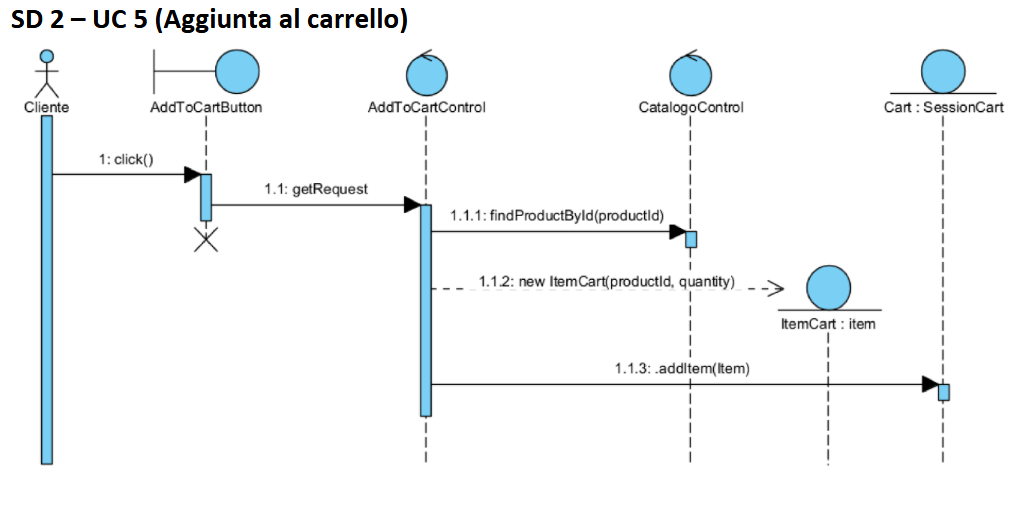 SD 2 – UC 5 (Aggiunta al carrello)
Cliente
AddToCartButton
AddToCartControl
CatalogoControl
Cart : SessionCart
1: click()
1.1: getRequest
1.1.1: findProductById(productId)
1.1.2: new ItemCart(productId, quantity)
ItemCart : item
1.1.3: .addItem(Item)